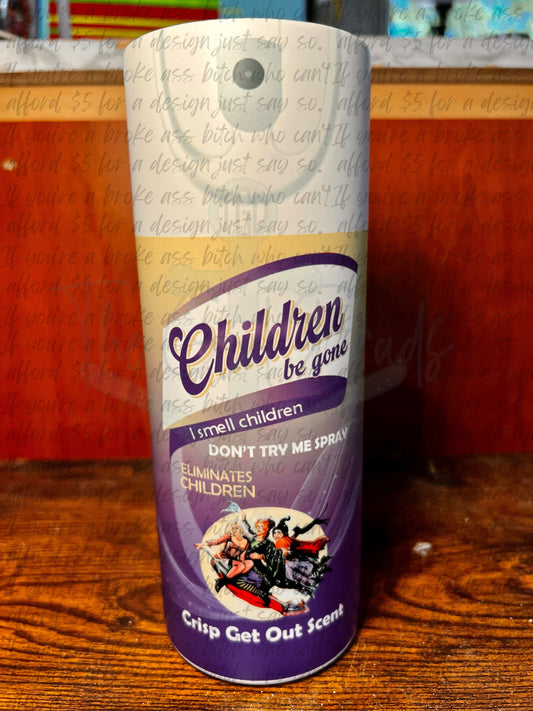 If you're a broke ass bitch who can't
afford $5 for a design just say so.
Children
be gone
I smell children
DON'T TRY ME SPRAY
ELIMINATES
CHILDREN
Crisp Get Out Scent